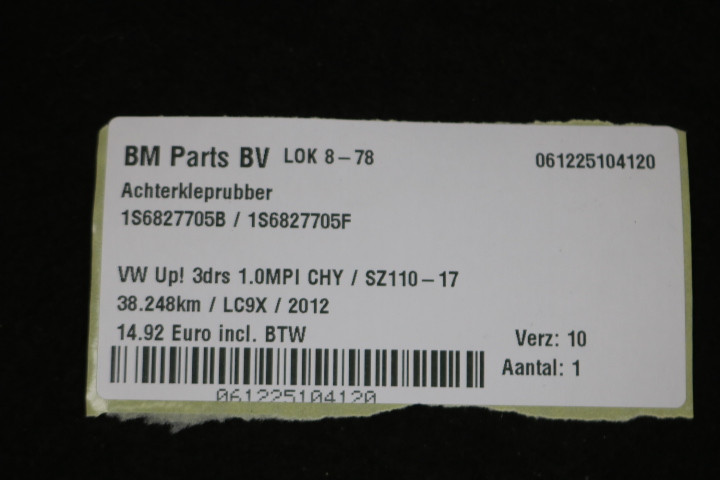 BM Parts BV LOK 8-78 061225104120
Achterkleprubber
1S6827705B / 1S6827705F
VW Up! 3drs 1.0MPI CHY / SZ110-17
38.248km / LC9X / 2012
14.92 Euro incl. BTW Verz: 10
Aantal: 1
061225104120